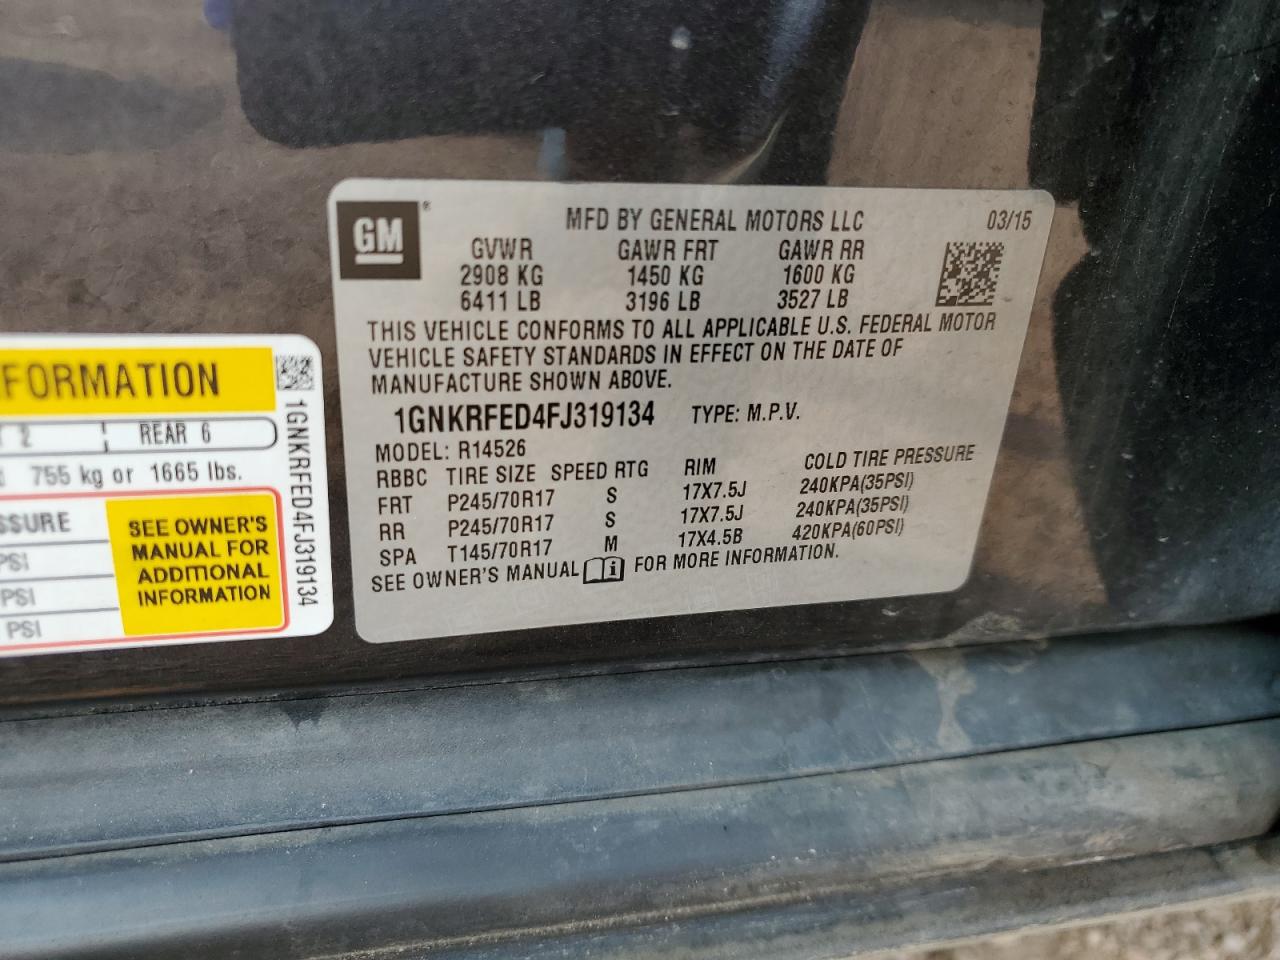 GM
MFD BY GENERAL MOTORS LLC 03/15
GVWR GAWR FRT GAWR RR
2908 KG 1450 KG 1600 KG
6411 LB 3196 LB 3527 LB
THIS VEHICLE CONFORMS TO ALL APPLICABLE U.S. FEDERAL MOTOR
VEHICLE SAFETY STANDARDS IN EFFECT ON THE DATE OF
MANUFACTURE SHOWN ABOVE.
1GNKRFED4FJ319134 TYPE: M.P.V.
MODEL: R14526
RBBC TIRE SIZE SPEED RTG RIM COLD TIRE PRESSURE
FRT P245/70R17 S 17X7.5J 240KPA(35PSI)
RR P245/70R17 S 17X7.5J 240KPA(35PSI)
SPA T145/70R17 M 17X4.5B 420KPA(60PSI)
SEE OWNER'S MANUAL FOR MORE INFORMATION.
FORMATION
2 REAR 6
755 kg or 1665 lbs.
SSURE
PSI
PSI
PSI
SEE OWNER'S
MANUAL FOR
ADDITIONAL
INFORMATION
1GNKRFED4FJ319134